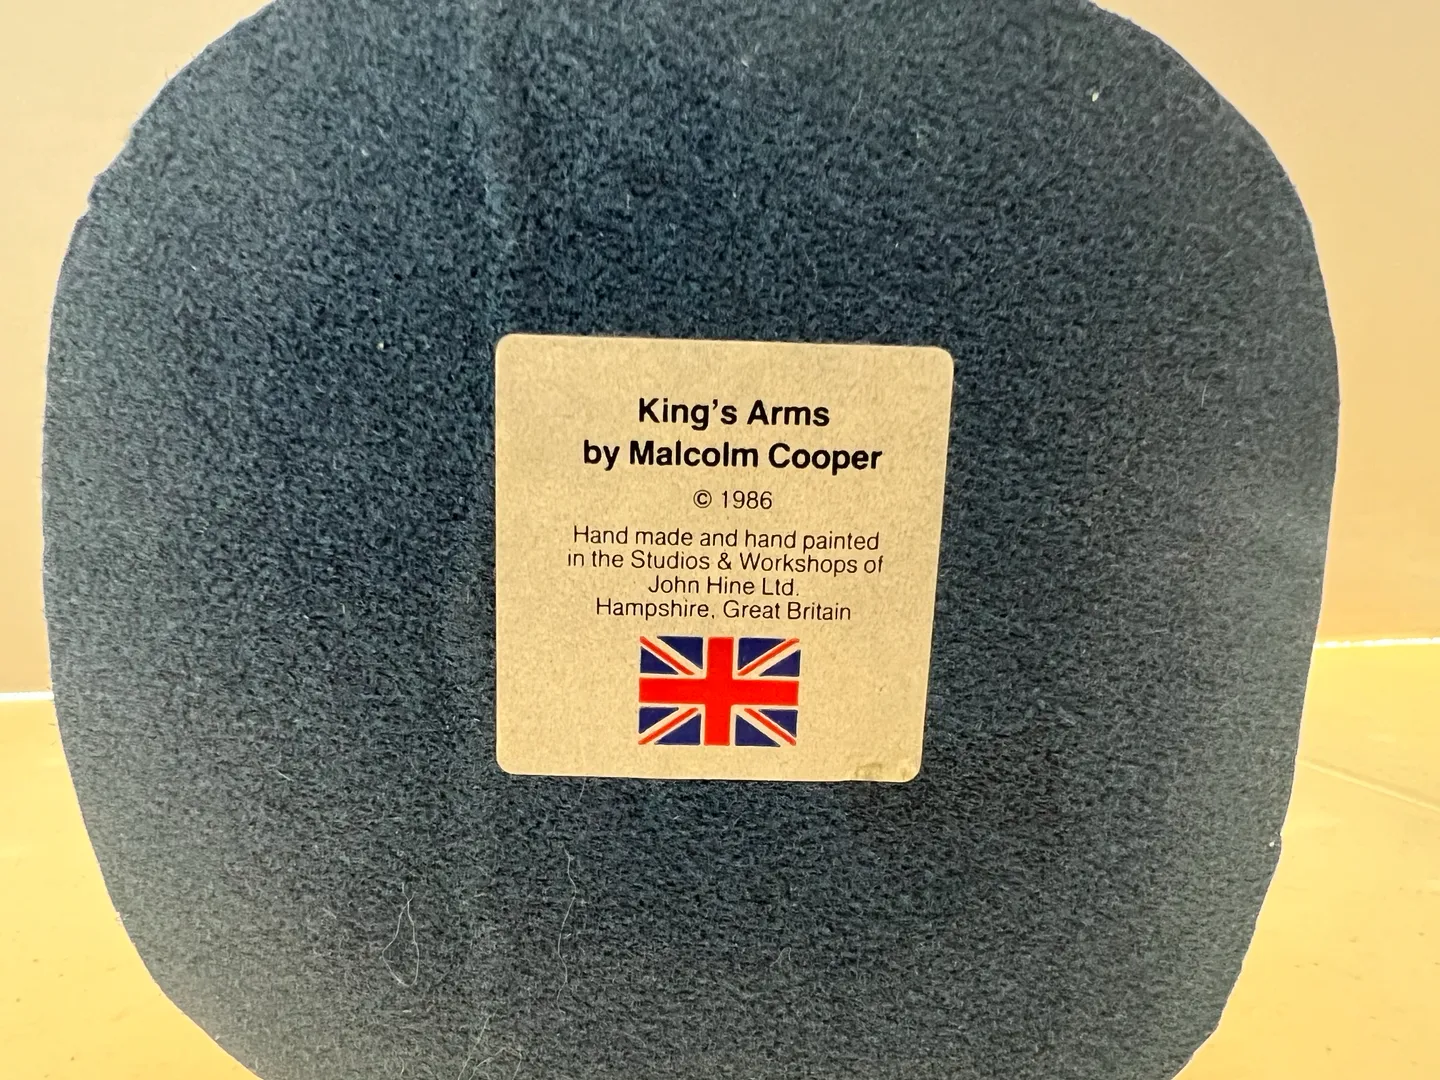 King's Arms
by Malcolm Cooper
© 1986
Hand made and hand painted
in the Studios & Workshops of
John Hine Ltd.
Hampshire, Great Britain